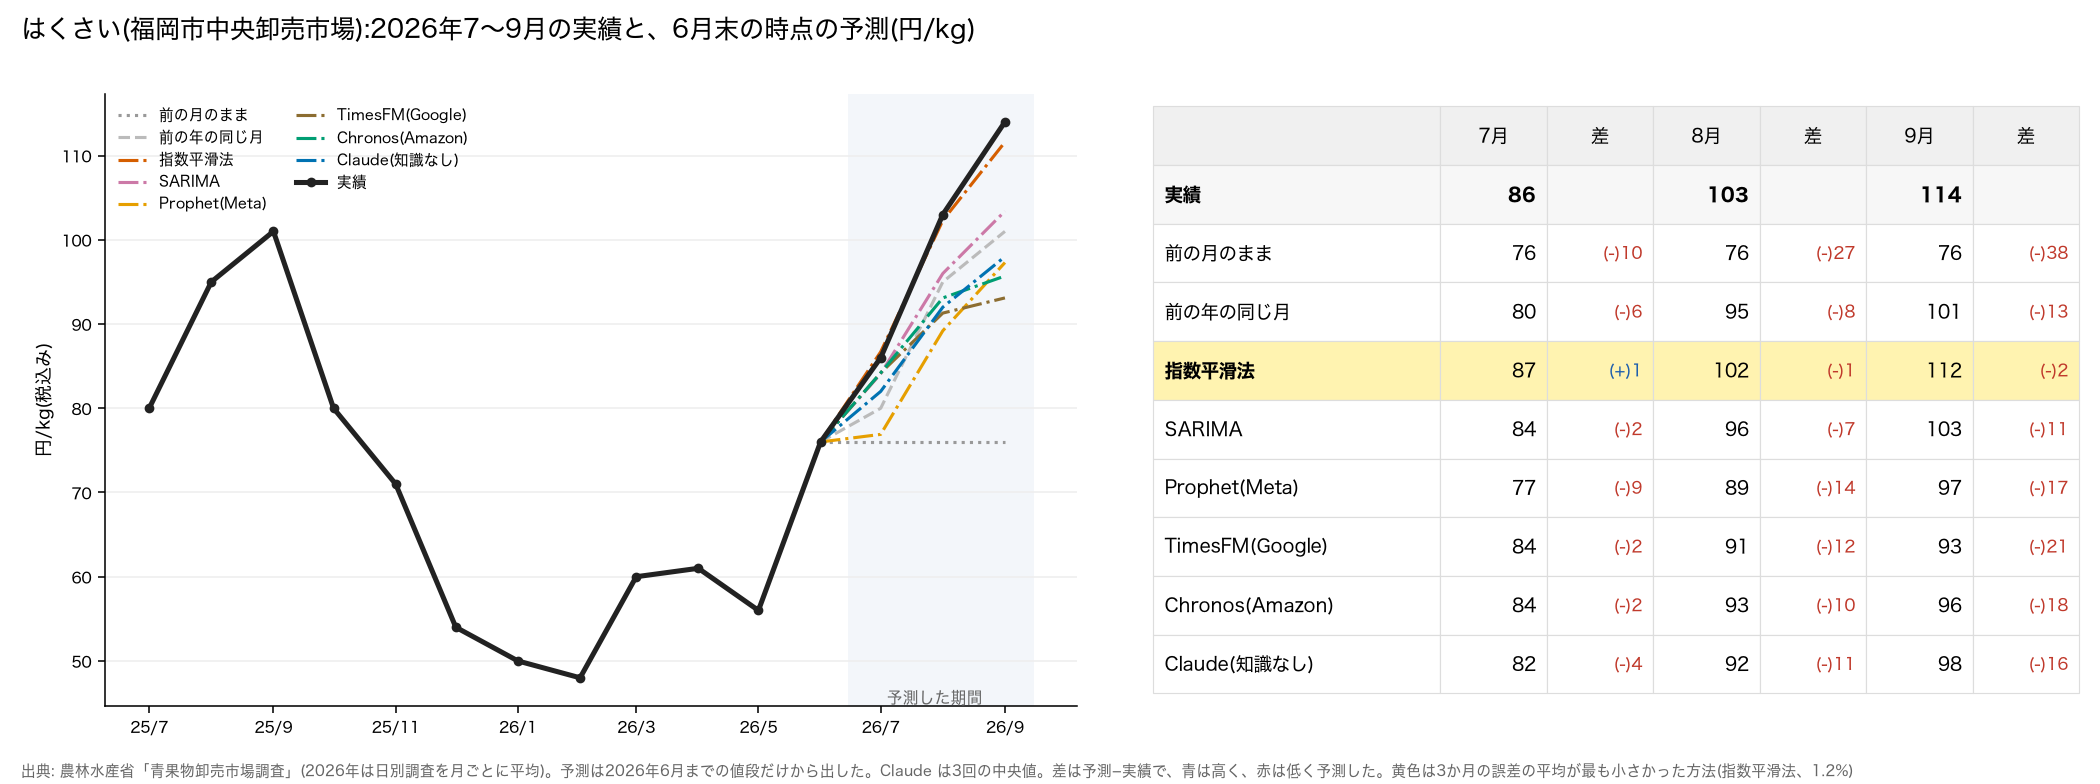 はくさい(福岡市中央卸売市場):2026年7〜9月の実績と、6月末の時点の予測(円/kg)
前の月のまま
前の年の同じ月
指数平滑法
SARIMA
Prophet(Meta)
TimesFM(Google)
Chronos(Amazon)
Claude(知識なし)
実績
円/kg(税込み)
110
100
90
80
70
60
50
予測した期間
25/7 25/9 25/11 26/1 26/3 26/5 26/7 26/9
7月 差 8月 差 9月 差
実績 86 103 114
前の月のまま 76 (-)10 76 (-)27 76 (-)38
前の年の同じ月 80 (-)6 95 (-)8 101 (-)13
指数平滑法 87 (+)1 102 (-)1 112 (-)2
SARIMA 84 (-)2 96 (-)7 103 (-)11
Prophet(Meta) 77 (-)9 89 (-)14 97 (-)17
TimesFM(Google) 84 (-)2 91 (-)12 93 (-)21
Chronos(Amazon) 84 (-)2 93 (-)10 96 (-)18
Claude(知識なし) 82 (-)4 92 (-)11 98 (-)16
出典: 農林水産省「青果物卸売市場調査」(2026年は日別調査を月ごとに平均)。予測は2026年6月までの値段だけから出した。Claude は3回の中央値。差は予測−実績で、青は高く、赤は低く予測した。黄色は3か月の誤差の平均が最も小さかった方法(指数平滑法、1.2%)